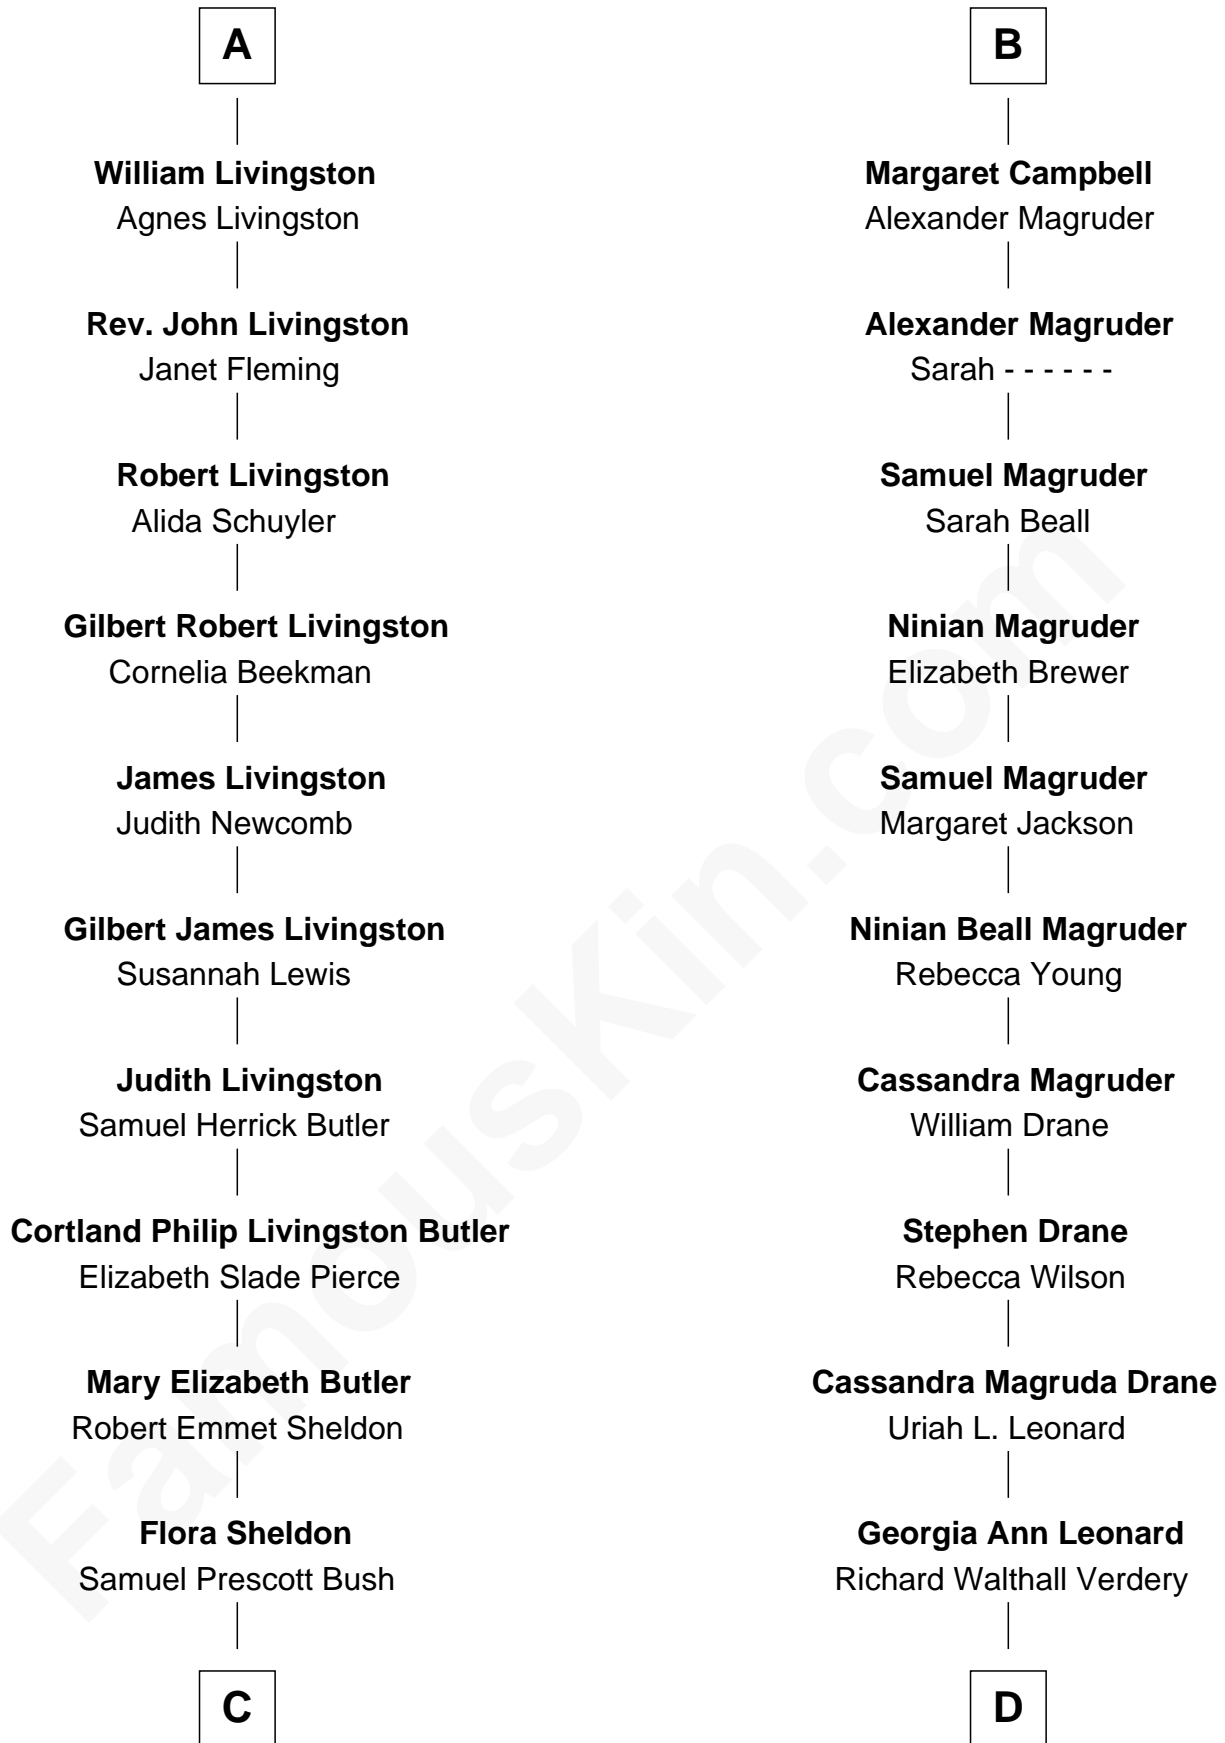 A
William Livingston
Agnes Livingston
Rev. John Livingston
Janet Fleming
Robert Livingston
Alida Schuyler
Gilbert Robert Livingston
Cornelia Beekman
James Livingston
Judith Newcomb
Gilbert James Livingston
Susannah Lewis
Judith Livingston
Samuel Herrick Butler
Cortland Philip Livingston Butler
Elizabeth Slade Pierce
Mary Elizabeth Butler
Robert Emmet Sheldon
Flora Sheldon
Samuel Prescott Bush
C
B
Margaret Campbell
Alexander Magruder
Alexander Magruder
Sarah - - - - - -
Samuel Magruder
Sarah Beall
Ninian Magruder
Elizabeth Brewer
Samuel Magruder
Margaret Jackson
Ninian Beall Magruder
Rebecca Young
Cassandra Magruder
William Drane
Stephen Drane
Rebecca Wilson
Cassandra Magruda Drane
Uriah L. Leonard
Georgia Ann Leonard
Richard Walthall Verdery
D
FamousKin.com